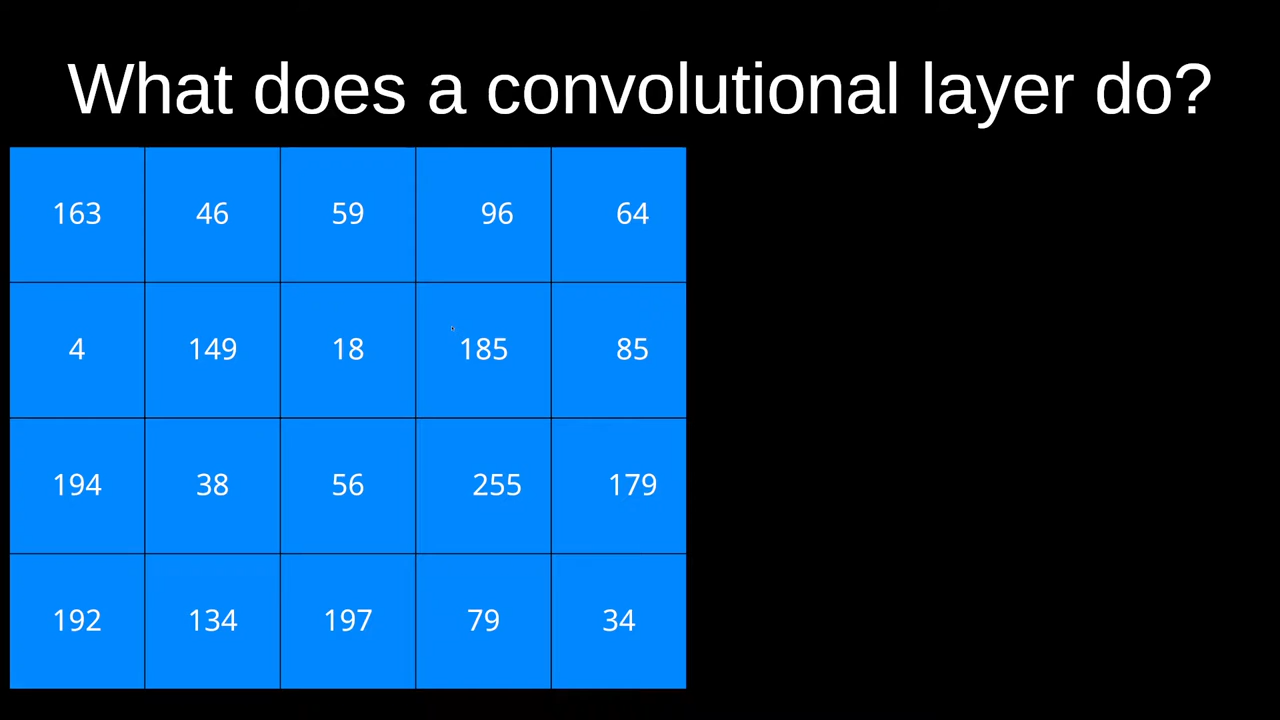 What does a convolutional layer do?
163 46 59 96 64
4 149 18 185 85
194 38 56 255 179
192 134 197 79 34